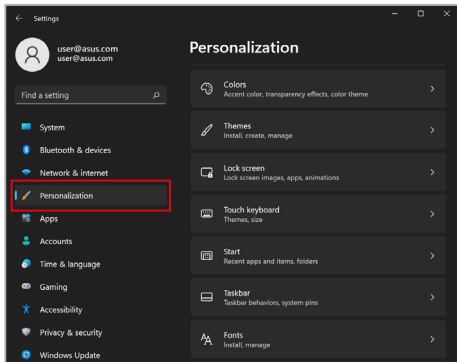 Settings
user@asus.com
user@asus.com
Find a setting
System
Bluetooth & devices
Network & internet
Personalization
Apps
Accounts
Time & language
Gaming
Accessibility
Privacy & security
Windows Update
Personalization
Colors
Accent color, transparency effects, color theme
Themes
Install, create, manage
Lock screen
Lock screen images, apps, animations
Touch keyboard
Themes, size
Start
Recent apps and items, folders
Taskbar
Taskbar behaviors, system pins
Fonts
Install, manage